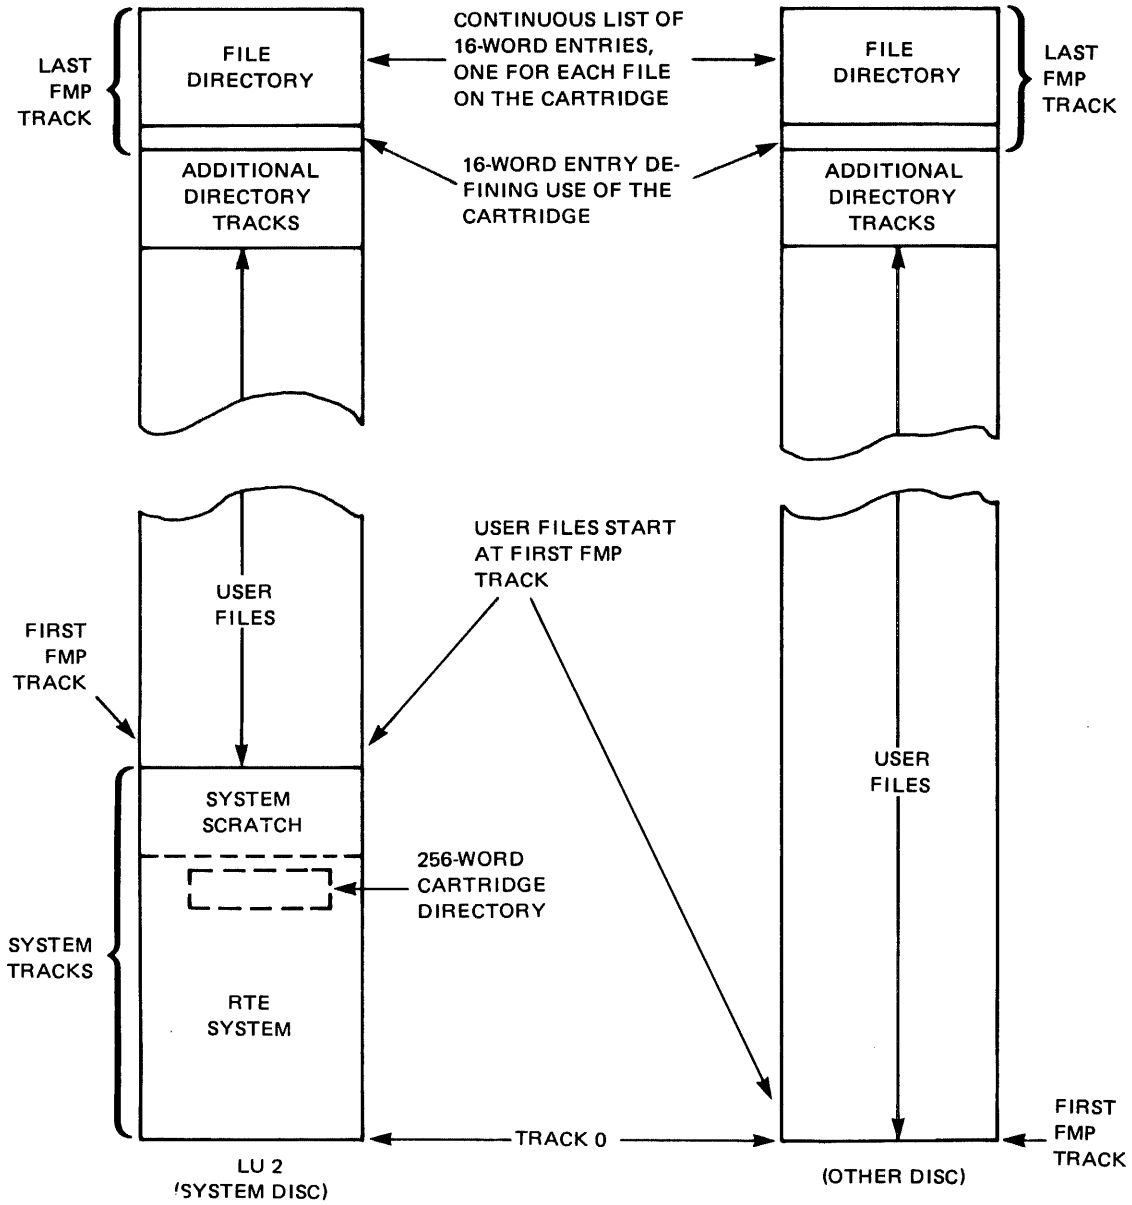 CONTINUOUS LIST OF
16-WORD ENTRIES,
ONE FOR EACH FILE
ON THE CARTRIDGE
LAST
FMP
TRACK
FILE
DIRECTORY
FILE
DIRECTORY
LAST
FMP
TRACK
16-WORD ENTRY DE-
FINING USE OF THE
CARTRIDGE
ADDITIONAL
DIRECTORY
TRACKS
ADDITIONAL
DIRECTORY
TRACKS
USER FILES START
AT FIRST FMP
TRACK
USER
FILES
FIRST
FMP
TRACK
USER
FILES
SYSTEM
SCRATCH
256-WORD
CARTRIDGE
DIRECTORY
SYSTEM
TRACKS
RTE
SYSTEM
TRACK 0
FIRST
FMP
TRACK
LU 2
(SYSTEM DISC)
(OTHER DISC)